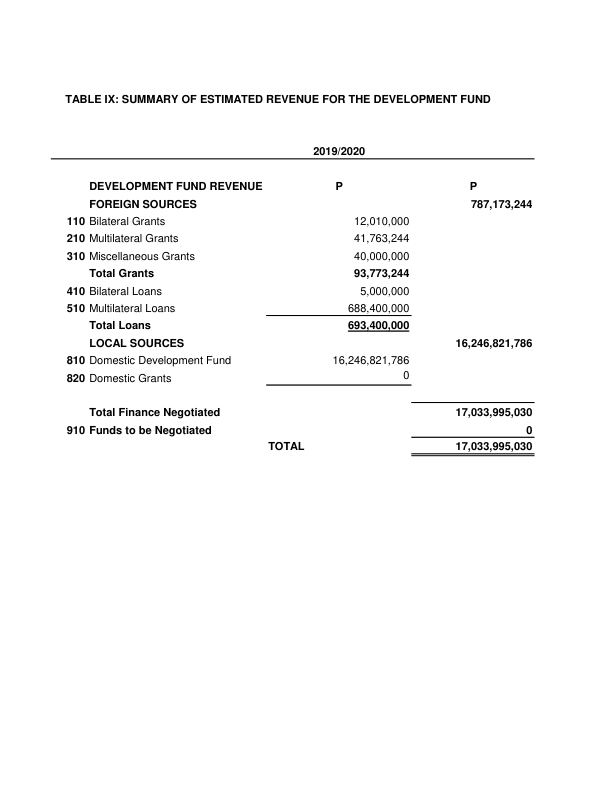 TABLE IX: SUMMARY OF ESTIMATED REVENUE FOR THE DEVELOPMENT FUND
2019/2020
DEVELOPMENT FUND REVENUE P P
FOREIGN SOURCES 787,173,244
110 Bilateral Grants 12,010,000
210 Multilateral Grants 41,763,244
310 Miscellaneous Grants 40,000,000
Total Grants 93,773,244
410 Bilateral Loans 5,000,000
510 Multilateral Loans 688,400,000
Total Loans 693,400,000
LOCAL SOURCES 16,246,821,786
810 Domestic Development Fund 16,246,821,786
820 Domestic Grants 0
Total Finance Negotiated 17,033,995,030
910 Funds to be Negotiated 0
TOTAL 17,033,995,030